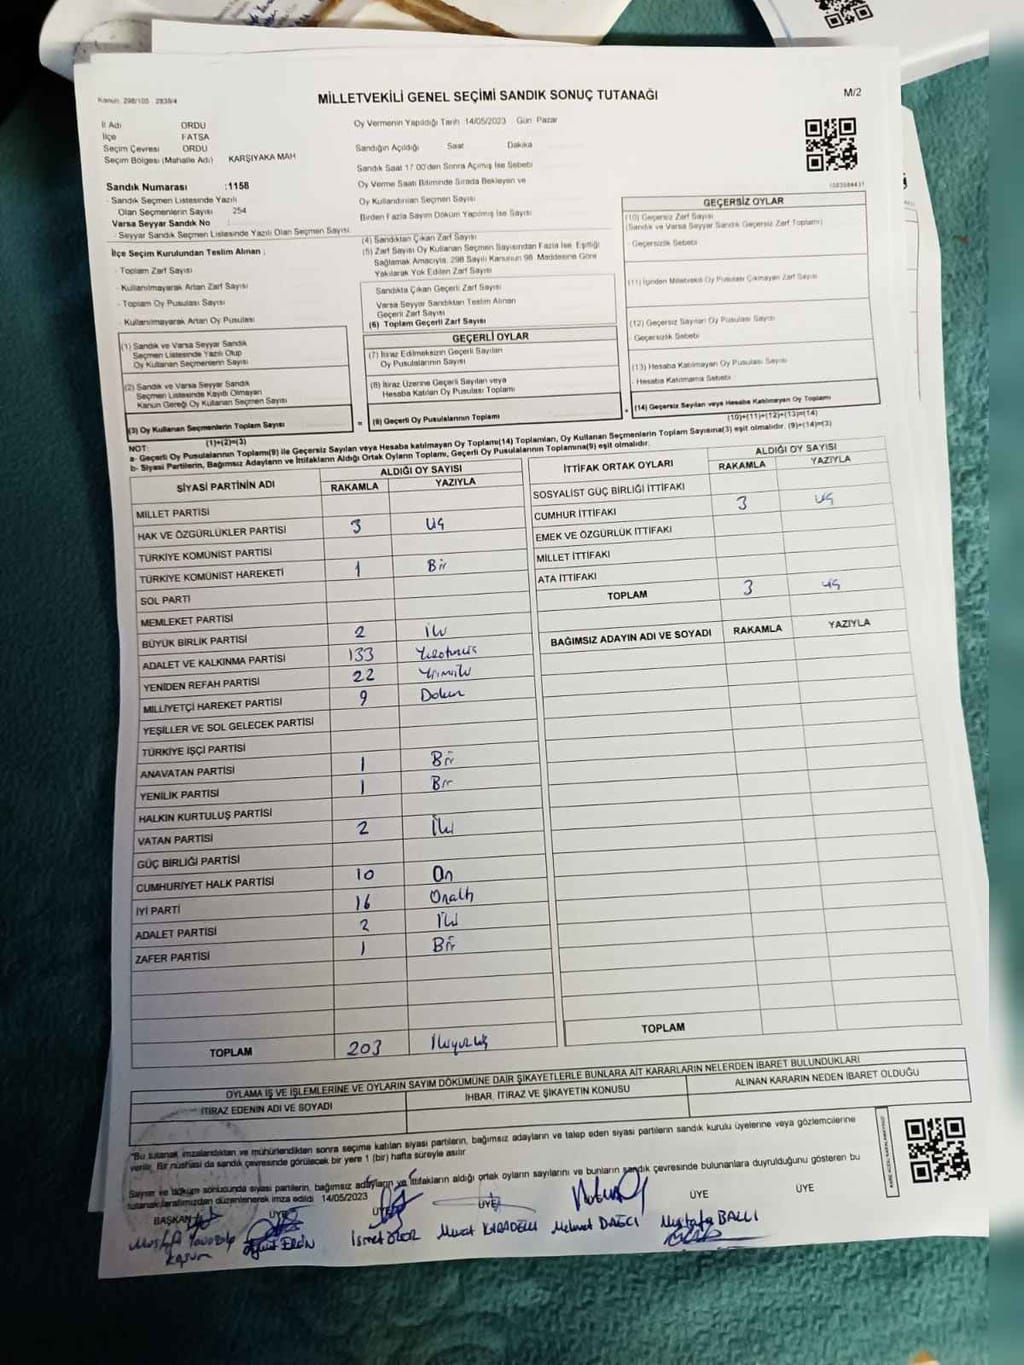 Kanun: 298/105 , 2839/4
MİLLETVEKİLİ GENEL SEÇİMİ SANDIK SONUÇ TUTANAĞI
M/2
İl Adı ORDU
İlçe FATSA
Seçim Çevresi ORDU
Seçim Bölgesi (Mahalle Adı) KARŞIYAKA MAH
Sandık Numarası :1158
- Sandık Seçmen Listesinde Yazılı
Olan Seçmenlerin Sayısı 254
Varsa Seyyar Sandık No
- Seyyar Sandık Seçmen Listesinde Yazılı Olan Seçmen Sayısı
İlçe Seçim Kurulundan Teslim Alınan ;
- Toplam Zarf Sayısı
- Kullanılmayarak Artan Zarf Sayısı
- Toplam Oy Pusulası Sayısı
- Kullanılmayarak Artan Oy Pusulası
(1) Sandık ve Varsa Seyyar Sandık
Seçmen Listesinde Yazılı Olup
Oy Kullanan Seçmenlerin Sayısı
(2) Sandık ve Varsa Seyyar Sandık
Seçmen Listesinde Kayıtlı Olmayan
Kanun Gereği Oy Kullanan Seçmen Sayısı
(3) Oy Kullanan Seçmenlerin Toplam Sayısı
(1)+(2)=(3)
Oy Vermenin Yapıldığı Tarih :14/05/2023 Gün Pazar
Sandığın Açıldığı Saat Dakika
Sandık Saat 17.00'den Sonra Açılmış İse Sebebi
Oy Verme Saati Bitiminde Sırada Bekleyen ve
Oy Kullandırılan Seçmen Sayısı
Birden Fazla Sayım Döküm Yapılmış İse Sayısı
(4) Sandıktan Çıkan Zarf Sayısı
(5) Zarf Sayısı Oy Kullanan Seçmen Sayısından Fazla İse, Eşitliği
Sağlamak Amacıyla, 298 Sayılı Kanunun 98. Maddesine Göre
Yakılarak Yok Edilen Zarf Sayısı
Sandıkta Çıkan Geçerli Zarf Sayısı
Varsa Seyyar Sandıktan Teslim Alınan
Geçerli Zarf Sayısı
(6) Toplam Geçerli Zarf Sayısı
GEÇERLİ OYLAR
(7) İtiraz Edilmeksizin Geçerli Sayılan
Oy Pusulalarının Sayısı
(8) İtiraz Üzerine Geçerli Sayılan veya
Hesaba Katılan Oy Pusulası Toplamı
= (9) Geçerli Oy Pusulalarının Toplamı
GEÇERSİZ OYLAR
(10) Geçersiz Zarf Sayısı
(Sandık ve Varsa Seyyar Sandık Geçersiz Zarf Toplamı)
- Geçersizlik Sebebi
(11) İçinden Milletvekili Oy Pusulası Çıkmayan Zarf Sayısı
(12) Geçersiz Sayılan Oy Pusulası Sayısı
- Geçersizlik Sebebi
(13) Hesaba Katılmayan Oy Pusulası Sayısı
- Hesaba Katılmama Sebebi
+ (14) Geçersiz Sayılan veya Hesaba Katılmayan Oy Toplamı
(10)+(11)+(12)+(13)=(14)
NOT:
a- Geçerli Oy Pusulalarının Toplamı(9) ile Geçersiz Sayılan veya Hesaba katılmayan Oy Toplamı(14) Toplamları, Oy Kullanan Seçmenlerin Toplam Sayısına(3) eşit olmalıdır. (9)+(14)=(3)
b- Siyasi Partilerin, Bağımsız Adayların ve İttifakların Aldığı Ortak Oyların Toplamı, Geçerli Oy Pusulalarının Toplamına(9) eşit olmalıdır.
SİYASİ PARTİNİN ADI ALDIĞI OY SAYISI
RAKAMLA YAZIYLA
MİLLET PARTİSİ
HAK VE ÖZGÜRLÜKLER PARTİSİ 3 Üç
TÜRKİYE KOMÜNİST PARTİSİ
TÜRKİYE KOMÜNİST HAREKETİ 1 Bir
SOL PARTİ
MEMLEKET PARTİSİ
BÜYÜK BİRLİK PARTİSİ 2 İki
ADALET VE KALKINMA PARTİSİ 133
YENİDEN REFAH PARTİSİ 22 Yirmiiki
MİLLİYETÇİ HAREKET PARTİSİ 9 Dokuz
YEŞİLLER VE SOL GELECEK PARTİSİ
TÜRKİYE İŞÇİ PARTİSİ
ANAVATAN PARTİSİ 1 Bir
YENİLİK PARTİSİ 1 Bir
HALKIN KURTULUŞ PARTİSİ
VATAN PARTİSİ 2 İki
GÜÇ BİRLİĞİ PARTİSİ
CUMHURİYET HALK PARTİSİ 10 On
İYİ PARTİ 16 Onaltı
ADALET PARTİSİ 2 İki
ZAFER PARTİSİ 1 Bir
TOPLAM 203 İkiyüzüç
İTTİFAK ORTAK OYLARI ALDIĞI OY SAYISI
RAKAMLA YAZIYLA
SOSYALİST GÜÇ BİRLİĞİ İTTİFAKI
CUMHUR İTTİFAKI 3 Üç
EMEK VE ÖZGÜRLÜK İTTİFAKI
MİLLET İTTİFAKI
ATA İTTİFAKI
TOPLAM 3 Üç
BAĞIMSIZ ADAYIN ADI VE SOYADI RAKAMLA YAZIYLA
TOPLAM
OYLAMA İŞ VE İŞLEMLERİNE VE OYLARIN SAYIM DÖKÜMÜNE DAİR ŞİKAYETLERLE BUNLARA AİT KARARLARIN NELERDEN İBARET BULUNDUKLARI
İTİRAZ EDENİN ADI VE SOYADI İHBAR, İTİRAZ VE ŞİKAYETİN KONUSU ALINAN KARARIN NEDEN İBARET OLDUĞU
"Bu tutanak imzalandıktan ve mühürlendikten sonra seçime katılan siyasi partilerin, bağımsız adayların ve talep eden siyasi partilerin sandık kurulu üyelerine veya gözlemcilerine
verilir. Bir nüshası da sandık çevresinde görülecek bir yere 1 (bir) hafta süreyle asılır
Sayım ve döküm sonucunda siyasi partilerin, bağımsız adayların ve ittifakların aldığı ortak oyların sayılarını ve bunların sandık çevresinde bulunanlara duyrulduğunu gösteren bu
tutanak tarafımızdan düzenlenerek imza edildi. 14/05/2023
BAŞKAN ÜYE ÜYE ÜYE ÜYE ÜYE ÜYE
Mustafa ERGİN İsmet ÖZER Murat KABADELLİ Mehmet DAĞCI Mustafa BALLI